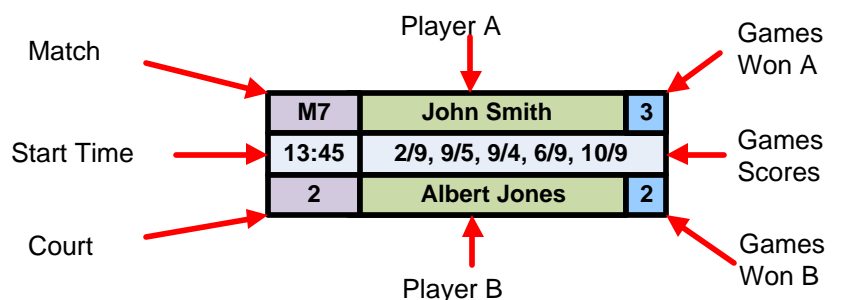 Player A
Games
Won A
Match
M7 John Smith 3
Start Time 13:45 2/9, 9/5, 9/4, 6/9, 10/9 Games
Scores
2 Albert Jones 2
Court
Games
Won B
Player B